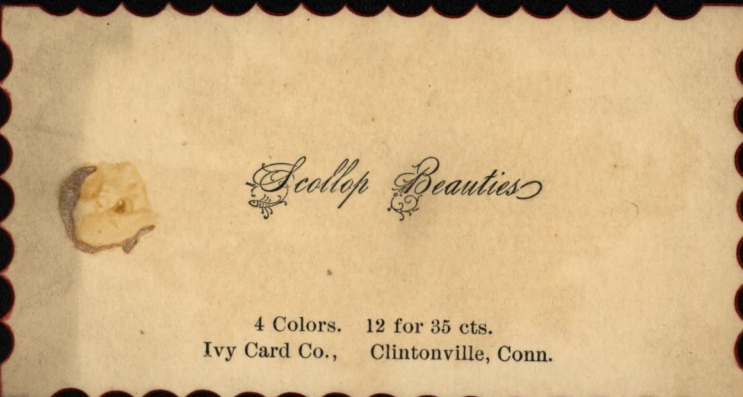 Scollop Beauties
4 Colors. 12 for 35 cts.
Ivy Card Co., Clintonville, Conn.